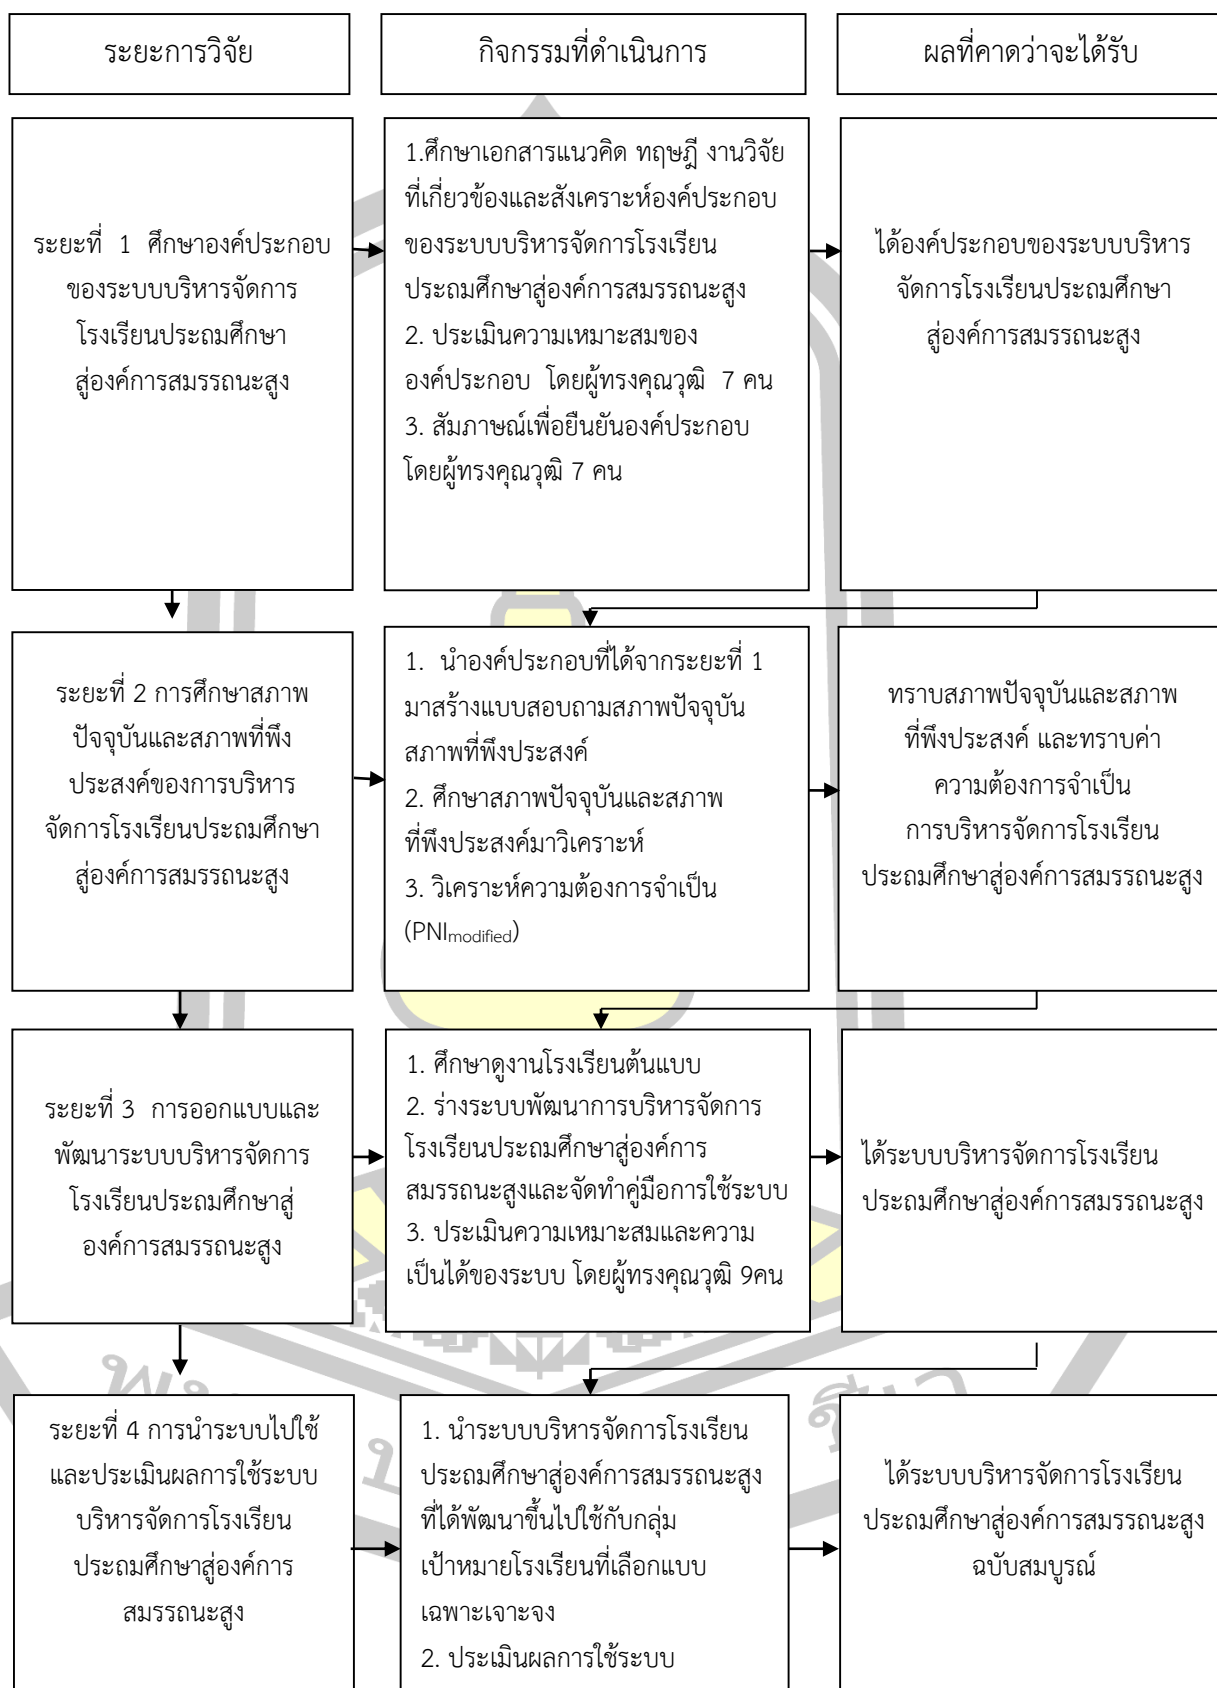 ระยะการวิจัย
กิจกรรมที่ดำเนินการ
ผลที่คาดว่าจะได้รับ
ระยะที่ 1 ศึกษาองค์ประกอบ
ของระบบบริหารจัดการ
โรงเรียนประถมศึกษา
สู่องค์การสมรรถนะสูง
1.ศึกษาเอกสารแนวคิด ทฤษฎี งานวิจัย
ที่เกี่ยวข้องและสังเคราะห์องค์ประกอบ
ของระบบบริหารจัดการโรงเรียน
ประถมศึกษาสู่องค์การสมรรถนะสูง
2. ประเมินความเหมาะสมของ
องค์ประกอบ โดยผู้ทรงคุณวุฒิ 7 คน
3. สัมภาษณ์เพื่อยืนยันองค์ประกอบ
โดยผู้ทรงคุณวุฒิ 7 คน
ได้องค์ประกอบของระบบบริหาร
จัดการโรงเรียนประถมศึกษา
สู่องค์การสมรรถนะสูง
ระยะที่ 2 การศึกษาสภาพ
ปัจจุบันและสภาพที่พึง
ประสงค์ของการบริหาร
จัดการโรงเรียนประถมศึกษา
สู่องค์การสมรรถนะสูง
1. นำองค์ประกอบที่ได้จากระยะที่ 1
มาสร้างแบบสอบถามสภาพปัจจุบัน
สภาพที่พึงประสงค์
2. ศึกษาสภาพปัจจุบันและสภาพ
ที่พึงประสงค์มาวิเคราะห์
3. วิเคราะห์ความต้องการจำเป็น
(PNImodified)
ทราบสภาพปัจจุบันและสภาพ
ที่พึงประสงค์ และทราบค่า
ความต้องการจำเป็น
การบริหารจัดการโรงเรียน
ประถมศึกษาสู่องค์การสมรรถนะสูง
ระยะที่ 3 การออกแบบและ
พัฒนาระบบบริหารจัดการ
โรงเรียนประถมศึกษาสู่
องค์การสมรรถนะสูง
1. ศึกษาดูงานโรงเรียนต้นแบบ
2. ร่างระบบพัฒนาการบริหารจัดการ
โรงเรียนประถมศึกษาสู่องค์การ
สมรรถนะสูงและจัดทำคู่มือการใช้ระบบ
3. ประเมินความเหมาะสมและความ
เป็นได้ของระบบ โดยผู้ทรงคุณวุฒิ 9คน
ได้ระบบบริหารจัดการโรงเรียน
ประถมศึกษาสู่องค์การสมรรถนะสูง
ระยะที่ 4 การนำระบบไปใช้
และประเมินผลการใช้ระบบ
บริหารจัดการโรงเรียน
ประถมศึกษาสู่องค์การ
สมรรถนะสูง
1. นำระบบบริหารจัดการโรงเรียน
ประถมศึกษาสู่องค์การสมรรถนะสูง
ที่ได้พัฒนาขึ้นไปใช้กับกลุ่ม
เป้าหมายโรงเรียนที่เลือกแบบ
เฉพาะเจาะจง
2. ประเมินผลการใช้ระบบ
ได้ระบบบริหารจัดการโรงเรียน
ประถมศึกษาสู่องค์การสมรรถนะสูง
ฉบับสมบูรณ์